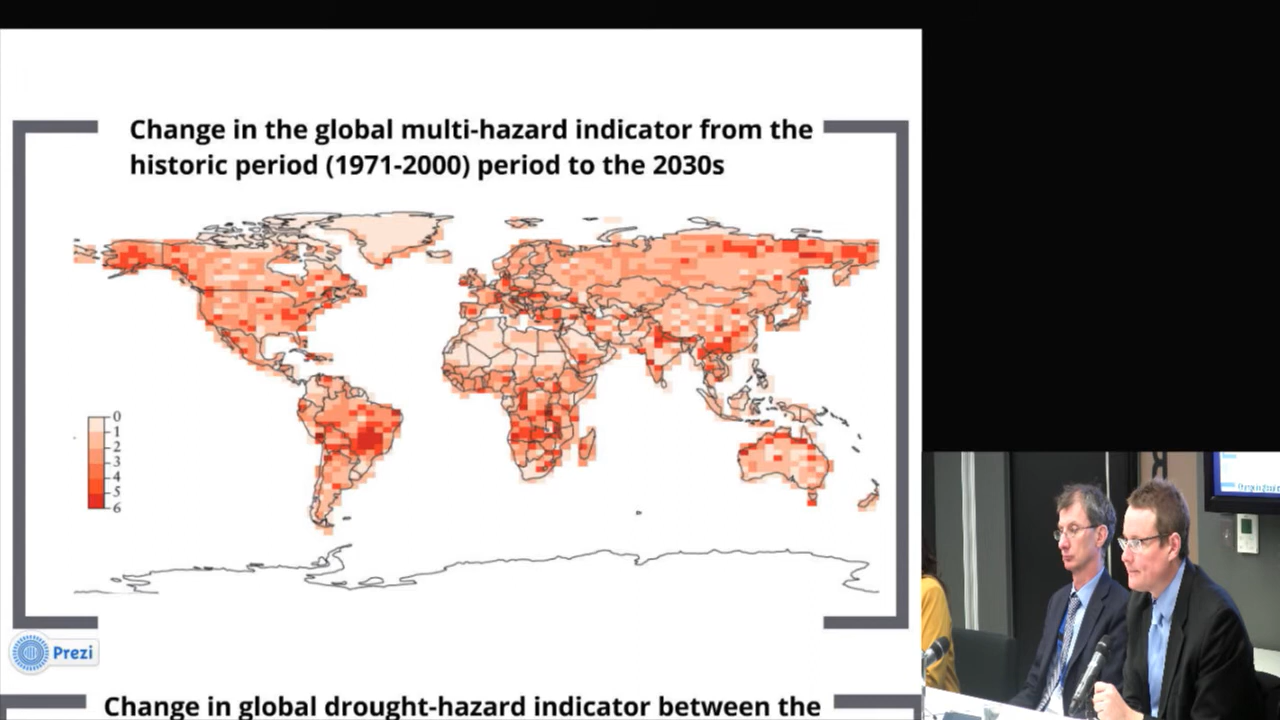 Change in the global multi-hazard indicator from the
historic period (1971-2000) period to the 2030s
0
1
2
3
4
5
6
Prezi
Change in global drought-hazard indicator between the